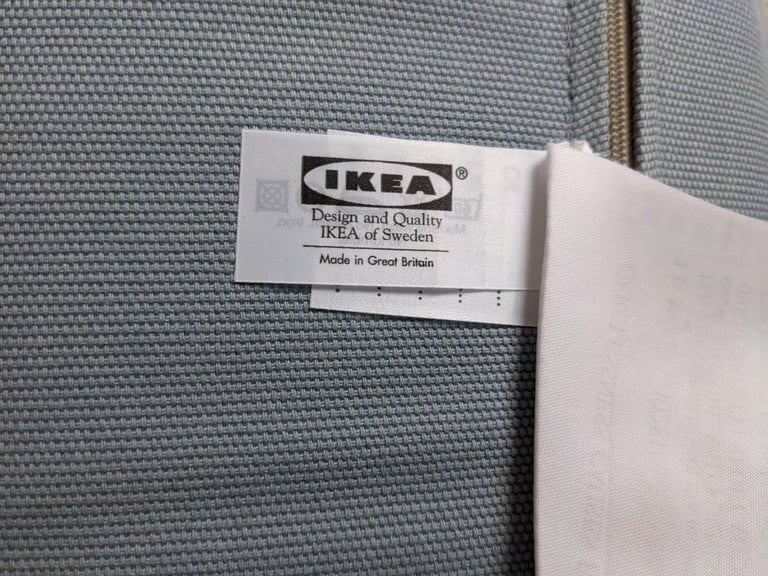 IKEA®
Design and Quality
IKEA of Sweden
Made in Great Britain